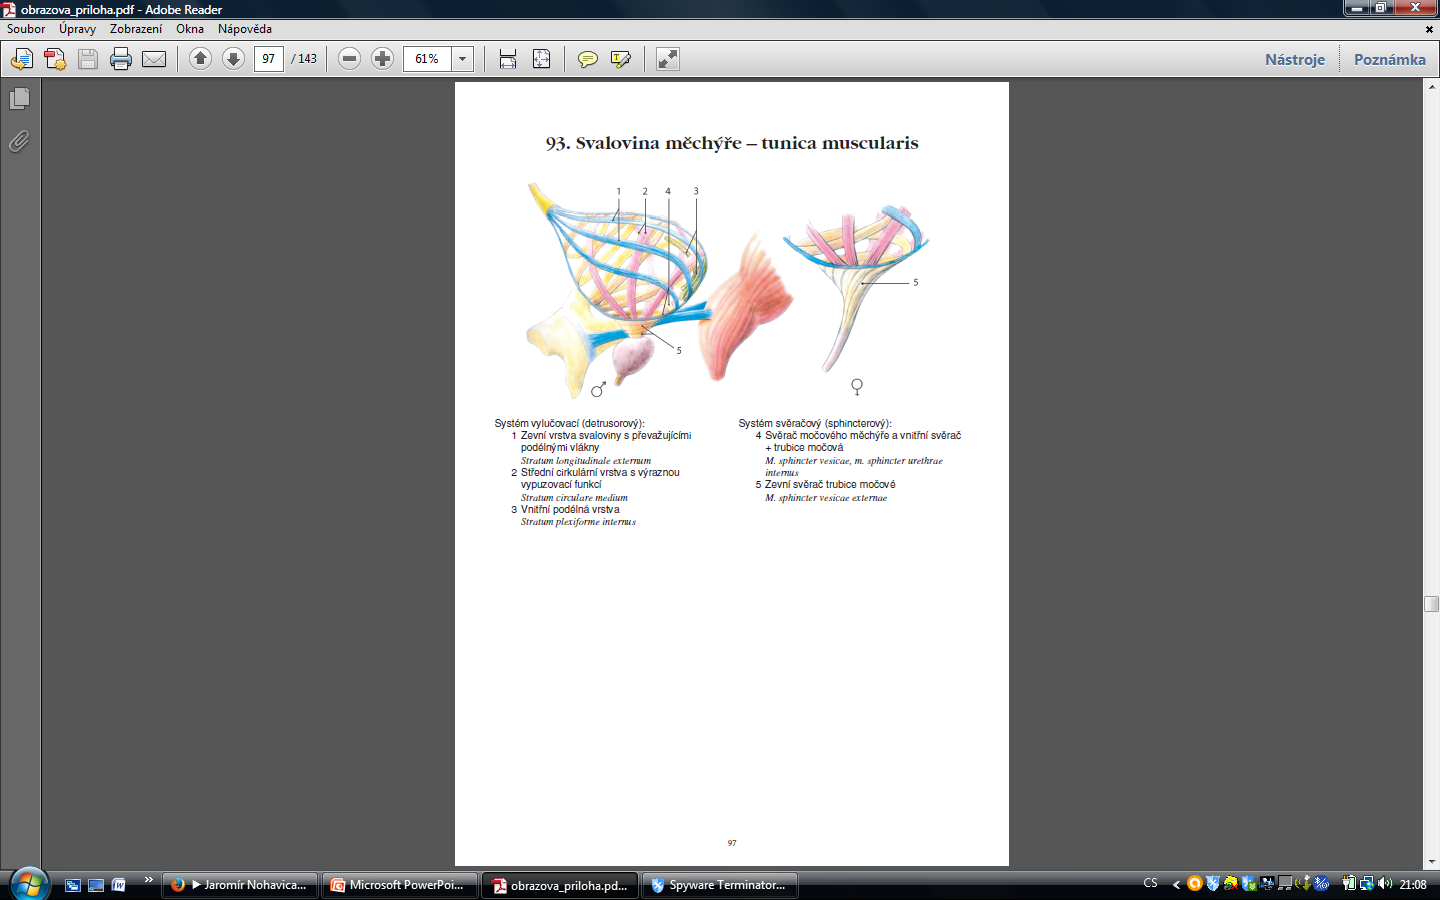 obrazova_priloha.pdf - Adobe Reader
Soubor Úpravy Zobrazení Okna Nápověda
97 / 143 61% Nástroje Poznámka
93. Svalovina měchýře – tunica muscularis
1 2 4 3
5
5
♂
♀
Systém vylučovací (detrusorový):
1 Zevní vrstva svaloviny s převažujícími
podélnými vlákny
Stratum longitudinale externum
2 Střední cirkulární vrstva s výraznou
vypuzovací funkcí
Stratum circulare medium
3 Vnitřní podélná vrstva
Stratum plexiforme internus
Systém svěračový (sphincterový):
4 Svěrač močového měchýře a vnitřní svěrač
+ trubice močová
M. sphincter vesicae, m. sphincter urethrae
internus
5 Zevní svěrač trubice močové
M. sphincter vesicae externae
97
Jaromír Nohavica... Microsoft PowerPoi... obrazova_priloha.pd... Spyware Terminator... CS 21:08